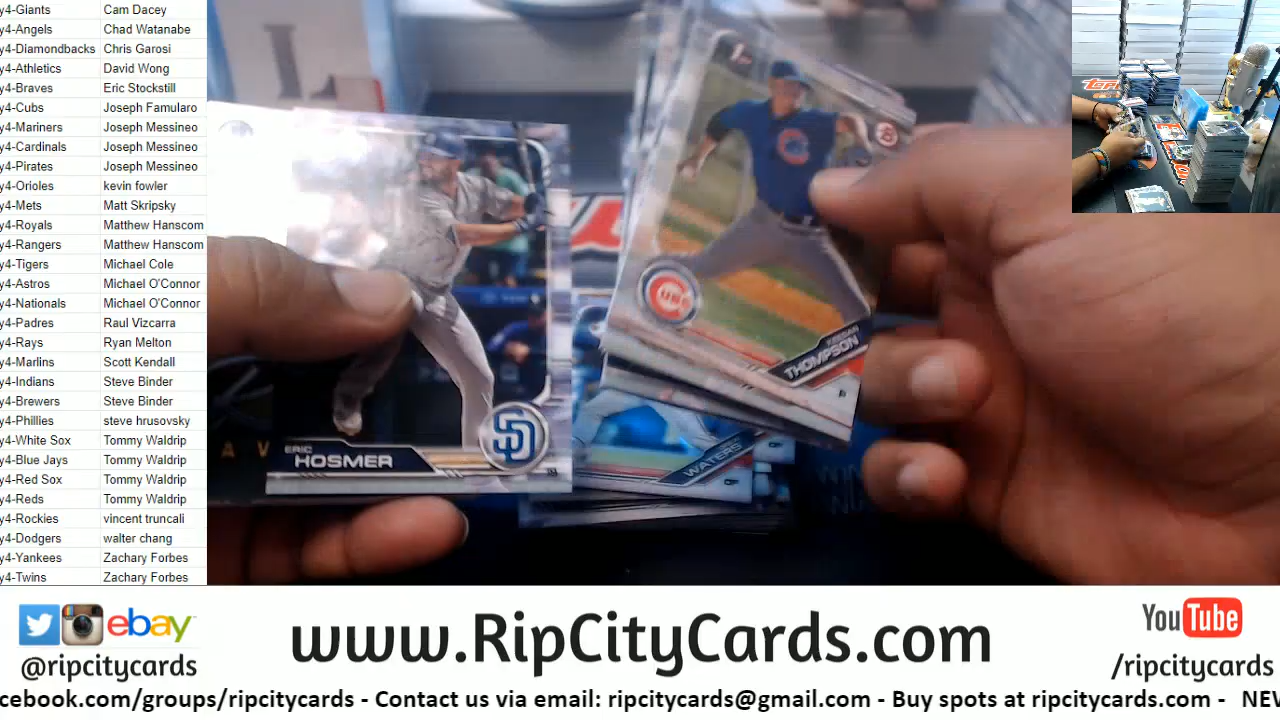 y4-Giants Cam Dacey
y4-Angels Chad Watanabe
y4-Diamondbacks Chris Garosi
y4-Athletics David Wong
y4-Braves Eric Stockstill
y4-Cubs Joseph Famularo
y4-Mariners Joseph Messineo
y4-Cardinals Joseph Messineo
y4-Pirates Joseph Messineo
y4-Orioles kevin fowler
y4-Mets Matt Skripsky
y4-Royals Matthew Hanscom
y4-Rangers Matthew Hanscom
y4-Tigers Michael Cole
y4-Astros Michael O'Connor
y4-Nationals Michael O'Connor
y4-Padres Raul Vizcarra
y4-Rays Ryan Melton
y4-Marlins Scott Kendall
y4-Indians Steve Binder
y4-Brewers Steve Binder
y4-Phillies steve hrusovsky
y4-White Sox Tommy Waldrip
y4-Blue Jays Tommy Waldrip
y4-Red Sox Tommy Waldrip
y4-Reds Tommy Waldrip
y4-Rockies vincent truncali
y4-Dodgers walter chang
y4-Yankees Zachary Forbes
y4-Twins Zachary Forbes
ERIC
HOSMER
SD
THOMPSON
WATERS
ebay
@ripcitycards
www.RipCityCards.com
YouTube
/ripcitycards
cebook.com/groups/ripcitycards - Contact us via email: ripcitycards@gmail.com - Buy spots at ripcitycards.com - NEV